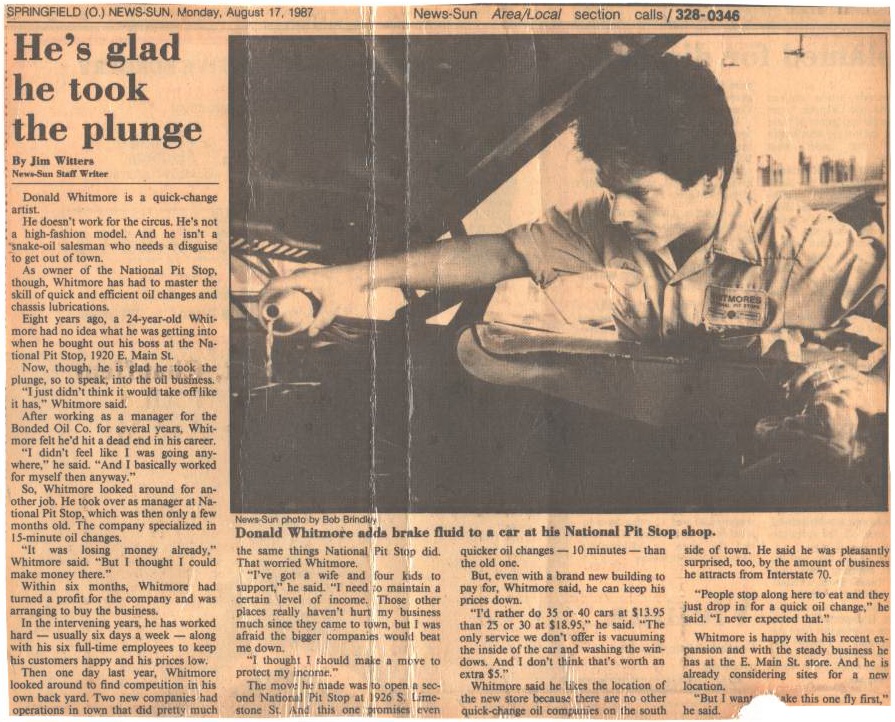 SPRINGFIELD (O.) NEWS-SUN, Monday, August 17, 1987
News-Sun Area/Local section calls / 328-0346
He's glad
he took
the plunge
By Jim Witters
News-Sun Staff Writer
Donald Whitmore is a quick-change
artist.
He doesn't work for the circus. He's not
a high-fashion model. And he isn't a
snake-oil salesman who needs a disguise
to get out of town.
As owner of the National Pit Stop,
though, Whitmore has had to master the
skill of quick and efficient oil changes and
chassis lubrications.
Eight years ago, a 24-year-old Whit-
more had no idea what he was getting into
when he bought out his boss at the Na-
tional Pit Stop, 1920 E. Main St.
Now, though, he is glad he took the
plunge, so to speak, into the oil business.
"I just didn't think it would take off like
it has," Whitmore said.
After working as a manager for the
Bonded Oil Co. for several years, Whit-
more felt he'd hit a dead end in his career.
"I didn't feel like I was going any-
where," he said. "And I basically worked
for myself then anyway."
So, Whitmore looked around for an-
other job. He took over as manager at Na-
tional Pit Stop, which was then only a few
months old. The company specialized in
15-minute oil changes.
"It was losing money already,"
Whitmore said. "But I thought I could
make money there."
Within six months, Whitmore had
turned a profit for the company and was
arranging to buy the business.
In the intervening years, he has worked
hard — usually six days a week — along
with his six full-time employees to keep
his customers happy and his prices low.
Then one day last year, Whitmore
looked around to find competition in his
own back yard. Two new companies had
operations in town that did pretty much
WHITMORES
News-Sun photo by Bob Brindley
Donald Whitmore adds brake fluid to a car at his National Pit Stop shop.
the same things National Pit Stop did.
That worried Whitmore.
"I've got a wife and four kids to
support," he said. "I need to maintain a
certain level of income. Those other
places really haven't hurt my business
much since they came to town, but I was
afraid the bigger companies would beat
me down.
"I thought I should make a move to
protect my income."
The move he made was to open a sec-
ond National Pit Stop at 1926 S. Lime-
stone St. And this one promises even
quicker oil changes — 10 minutes — than
the old one.
But, even with a brand new building to
pay for, Whitmore said, he can keep his
prices down.
"I'd rather do 35 or 40 cars at $13.95
than 25 or 30 at $18.95," he said. "The
only service we don't offer is vacuuming
the inside of the car and washing the win-
dows. And I don't think that's worth an
extra $5."
Whitmore said he likes the location of
the new store because there are no other
quick-change oil companies on the south
side of town. He said he was pleasantly
surprised, too, by the amount of business
he attracts from Interstate 70.
"People stop along here to eat and they
just drop in for a quick oil change," he
said. "I never expected that."
Whitmore is happy with his recent ex-
pansion and with the steady business he
has at the E. Main St. store. And he is
already considering sites for a new
location.
"But I want ake this one fly first,"
he said.